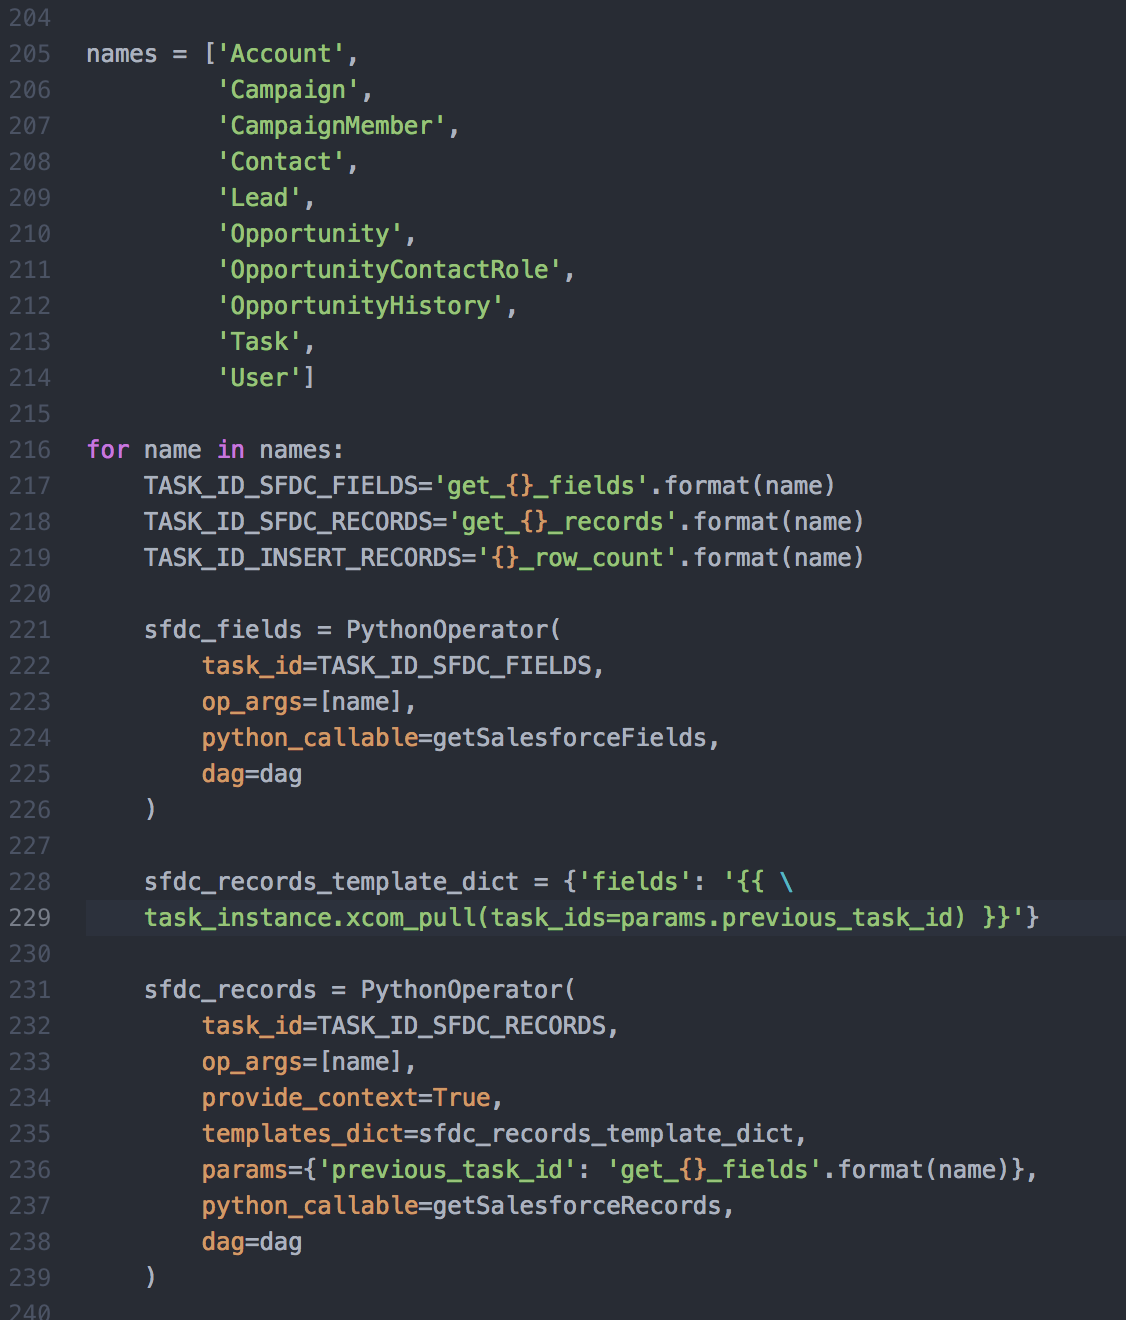 204
205 names = ['Account',
206 'Campaign',
207 'CampaignMember',
208 'Contact',
209 'Lead',
210 'Opportunity',
211 'OpportunityContactRole',
212 'OpportunityHistory',
213 'Task',
214 'User']
215
216 for name in names:
217 TASK_ID_SFDC_FIELDS='get_{}_fields'.format(name)
218 TASK_ID_SFDC_RECORDS='get_{}_records'.format(name)
219 TASK_ID_INSERT_RECORDS='{}_row_count'.format(name)
220
221 sfdc_fields = PythonOperator(
222 task_id=TASK_ID_SFDC_FIELDS,
223 op_args=[name],
224 python_callable=getSalesforceFields,
225 dag=dag
226 )
227
228 sfdc_records_template_dict = {'fields': '{{ \
229 task_instance.xcom_pull(task_ids=params.previous_task_id) }}'}
230
231 sfdc_records = PythonOperator(
232 task_id=TASK_ID_SFDC_RECORDS,
233 op_args=[name],
234 provide_context=True,
235 templates_dict=sfdc_records_template_dict,
236 params={'previous_task_id': 'get_{}_fields'.format(name)},
237 python_callable=getSalesforceRecords,
238 dag=dag
239 )
240